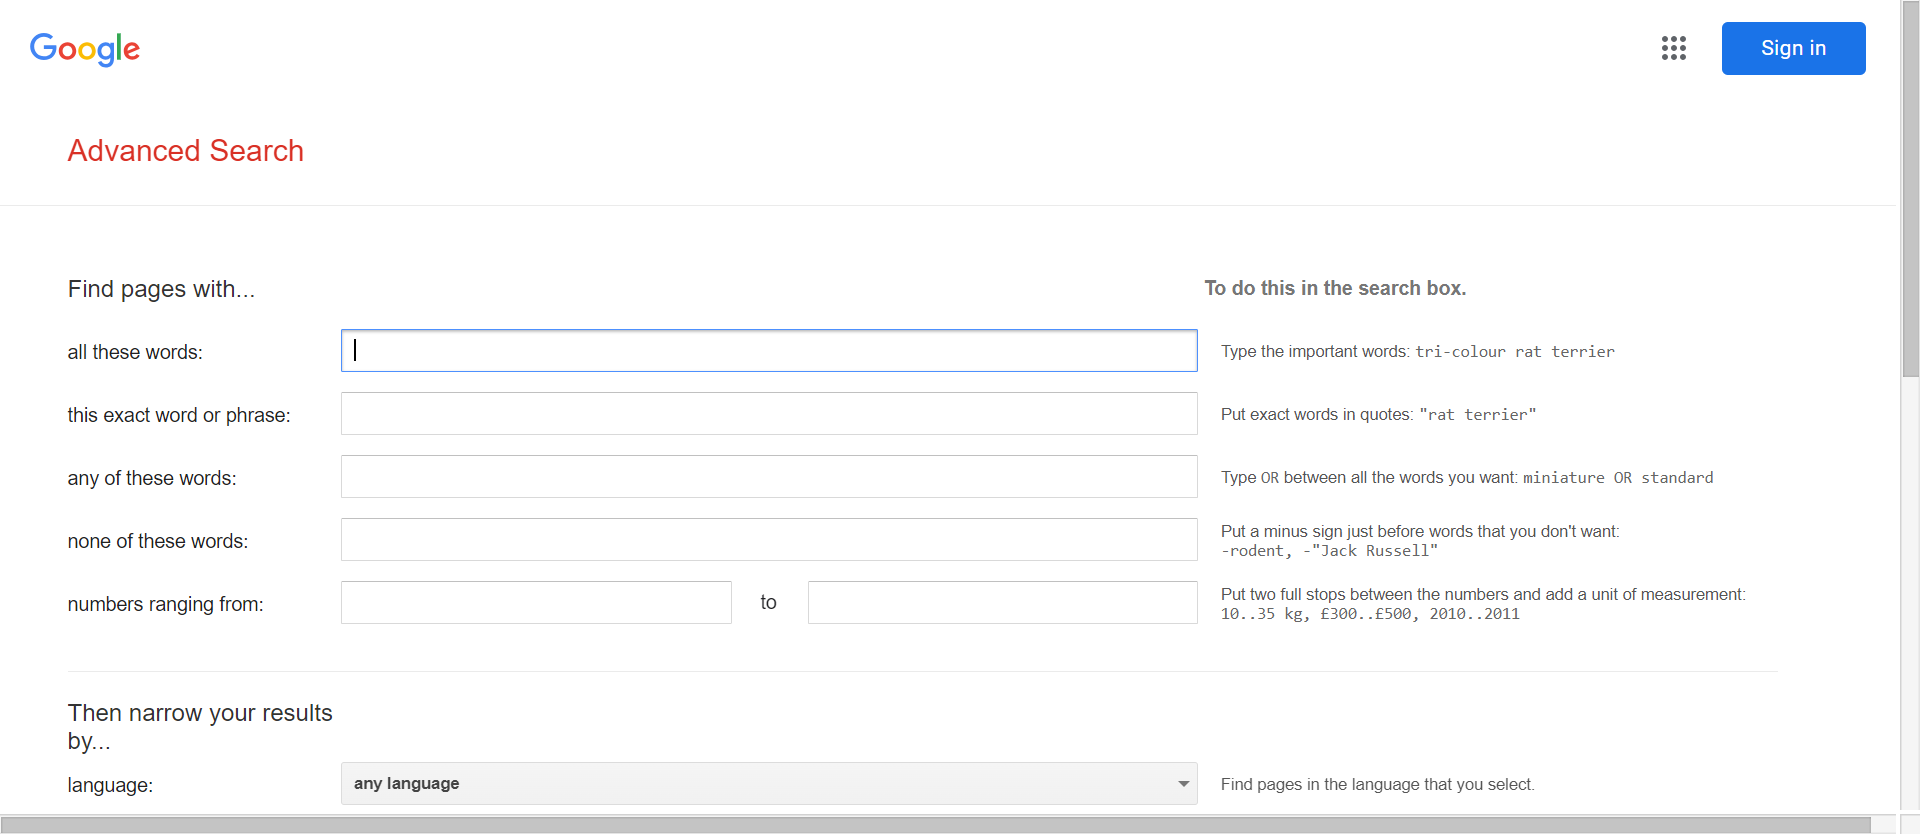 Google
Sign in
Advanced Search
Find pages with...
To do this in the search box.
all these words:
Type the important words: tri-colour rat terrier
this exact word or phrase:
Put exact words in quotes: "rat terrier"
any of these words:
Type OR between all the words you want: miniature OR standard
none of these words:
Put a minus sign just before words that you don't want:
-rodent, -"Jack Russell"
numbers ranging from:
to
Put two full stops between the numbers and add a unit of measurement:
10..35 kg, £300..£500, 2010..2011
Then narrow your results
by...
language:
any language
Find pages in the language that you select.